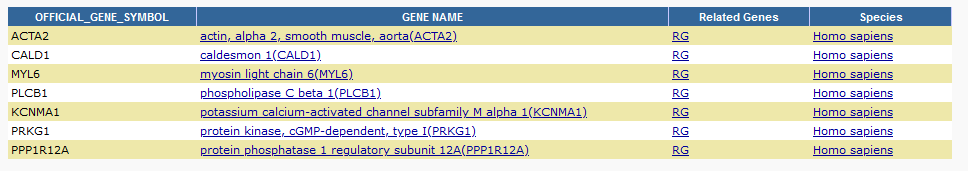 OFFICIAL_GENE_SYMBOL GENE NAME Related Genes Species
ACTA2 actin, alpha 2, smooth muscle, aorta(ACTA2) RG Homo sapiens
CALD1 caldesmon 1(CALD1) RG Homo sapiens
MYL6 myosin light chain 6(MYL6) RG Homo sapiens
PLCB1 phospholipase C beta 1(PLCB1) RG Homo sapiens
KCNMA1 potassium calcium-activated channel subfamily M alpha 1(KCNMA1) RG Homo sapiens
PRKG1 protein kinase, cGMP-dependent, type I(PRKG1) RG Homo sapiens
PPP1R12A protein phosphatase 1 regulatory subunit 12A(PPP1R12A) RG Homo sapiens